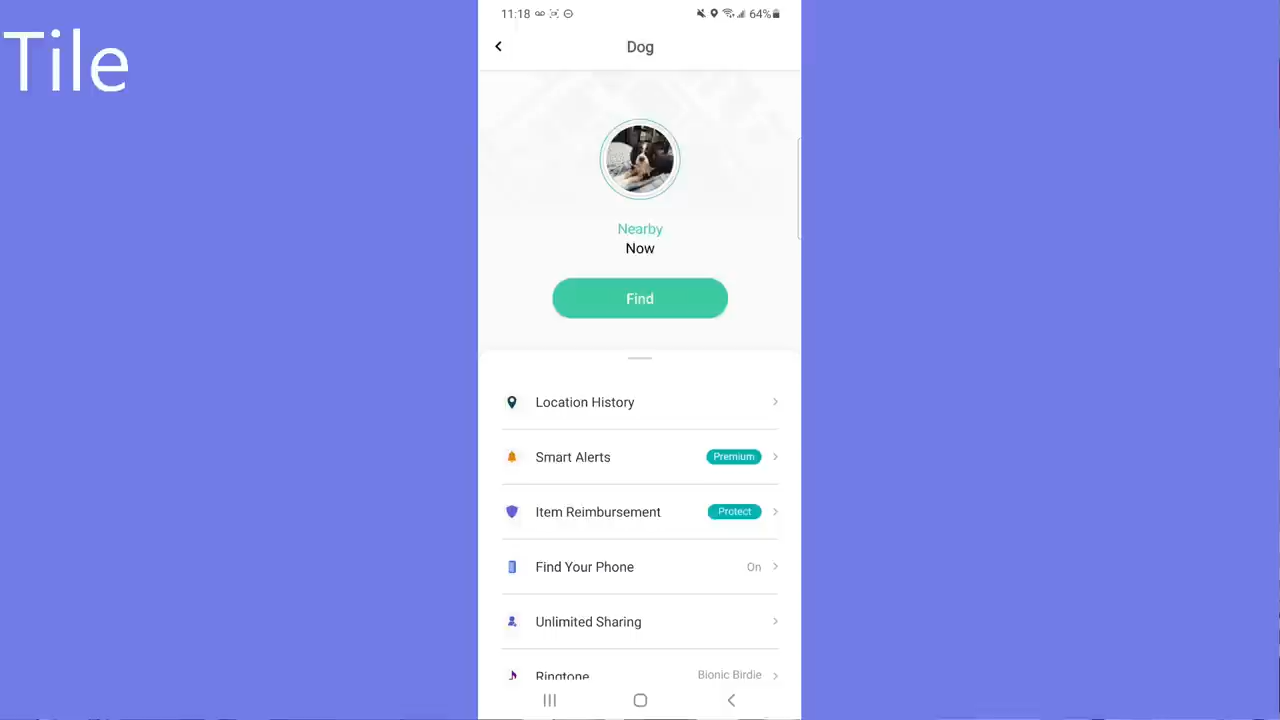 Tile
11:18
64%
Dog
Nearby
Now
Find
Location History
Smart Alerts Premium
Item Reimbursement Protect
Find Your Phone On
Unlimited Sharing
Ringtone Bionic Birdie